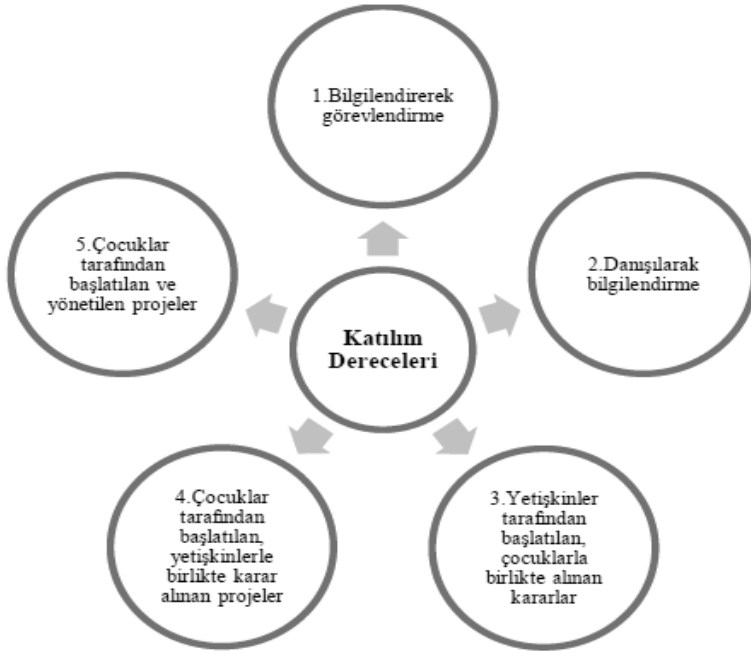 Katılım
Dereceleri
1.Bilgilendirerek
görevlendirme
2.Danışılarak
bilgilendirme
3.Yetişkinler
tarafından
başlatılan,
çocuklarla
birlikte alınan
kararlar
4.Çocuklar
tarafından
başlatılan,
yetişkinlerle
birlikte karar
alınan projeler
5.Çocuklar
tarafından
başlatılan ve
yönetilen projeler